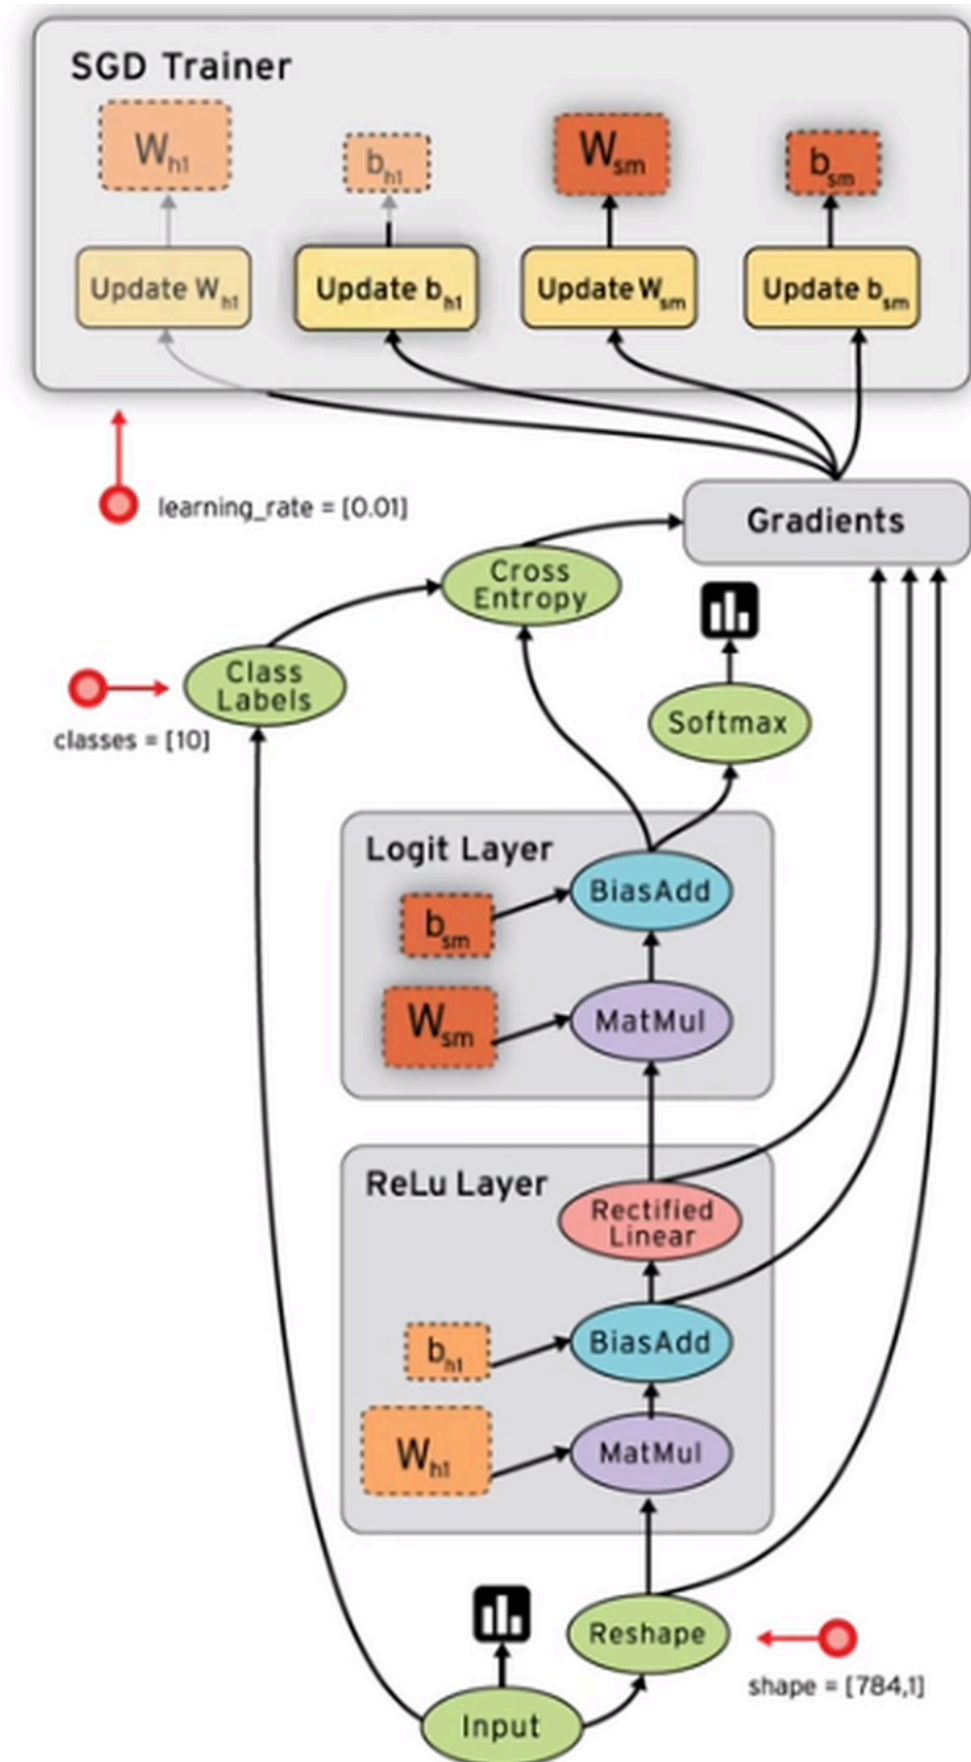 SGD Trainer
Wh1
bh1
Wsm
bsm
Update Wh1
Update bh1
Update Wsm
Update bsm
learning_rate = [0.01]
Gradients
Cross
Entropy
Class
Labels
classes = [10]
Softmax
Logit Layer
BiasAdd
bsm
Wsm
MatMul
ReLu Layer
Rectified
Linear
bh1
BiasAdd
Wh1
MatMul
Reshape
shape = [784,1]
Input